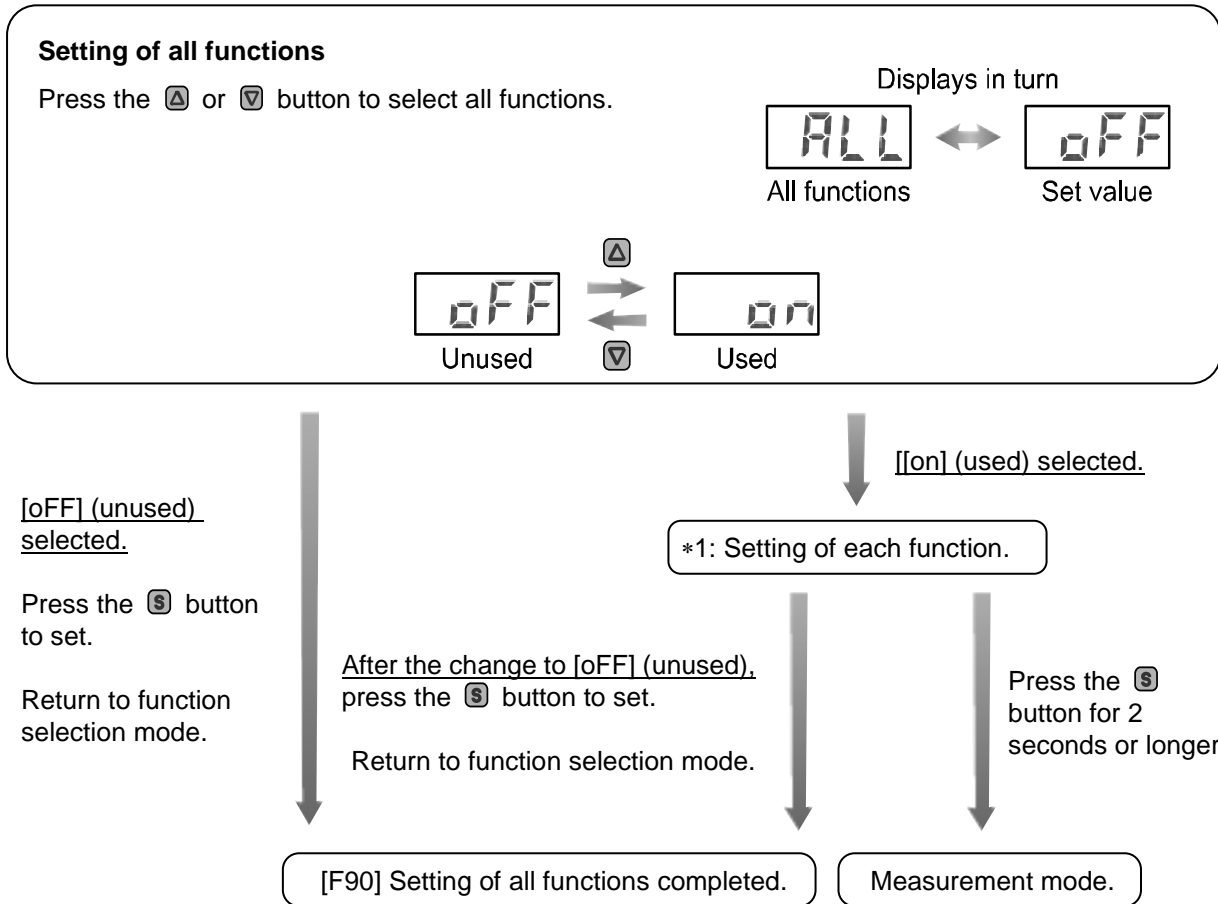 Setting of all functions
Press the △ or ▽ button to select all functions.
Displays in turn
ALL
oFF
All functions
Set value
△
oFF
on
Unused
▽
Used
[[on] (used) selected.
[oFF] (unused)
selected.
∗1: Setting of each function.
Press the S button
to set.
Return to function
selection mode.
After the change to [oFF] (unused),
press the S button to set.
Return to function selection mode.
Press the S
button for 2
seconds or longer
[F90] Setting of all functions completed.
Measurement mode.